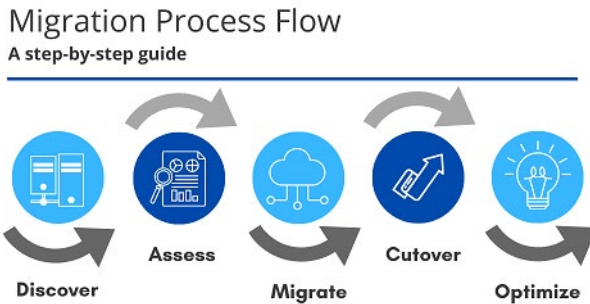 Migration Process Flow
A step-by-step guide
Discover
Assess
Migrate
Cutover
Optimize